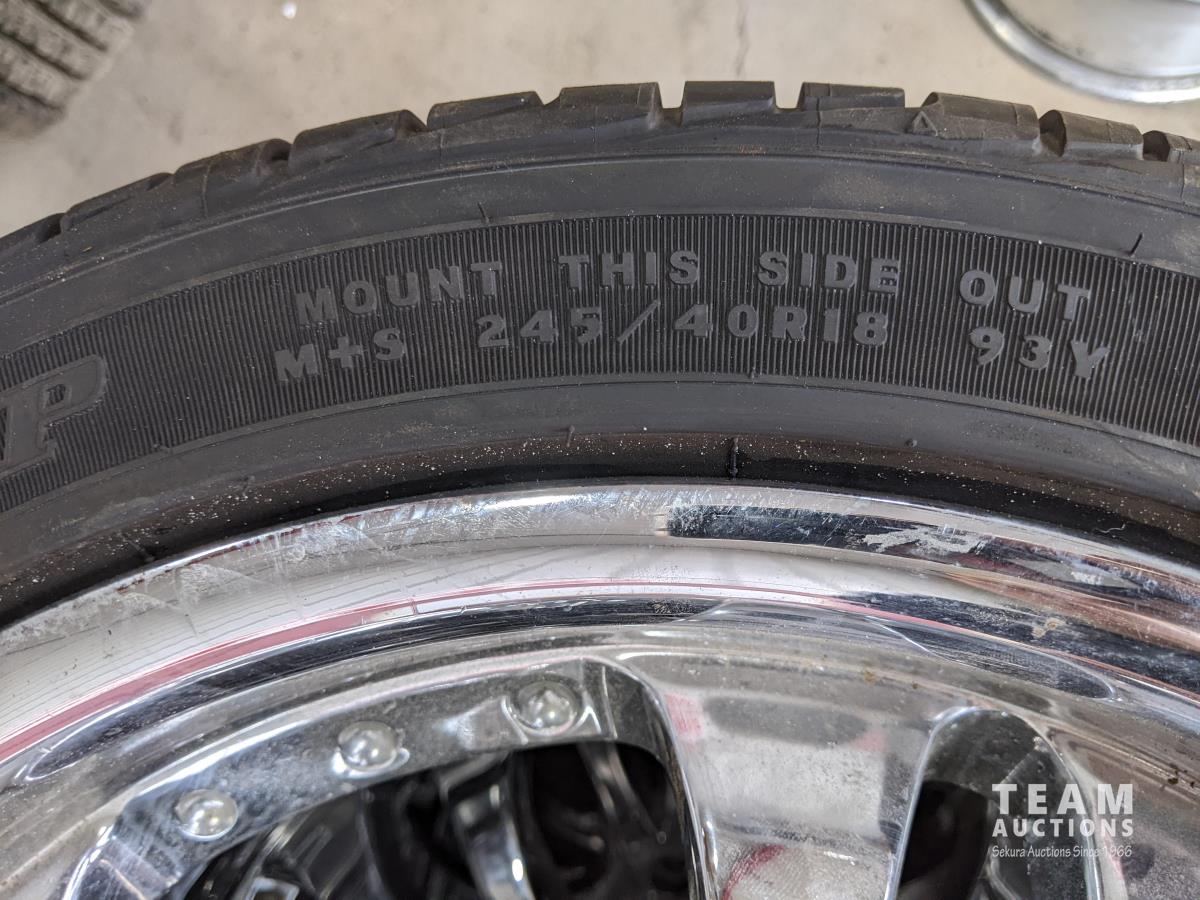 MOUNT THIS SIDE OUT
M+S 245/40R18 93Y
P
TEAM
AUCTIONS
Sekura Auctions Since 1966